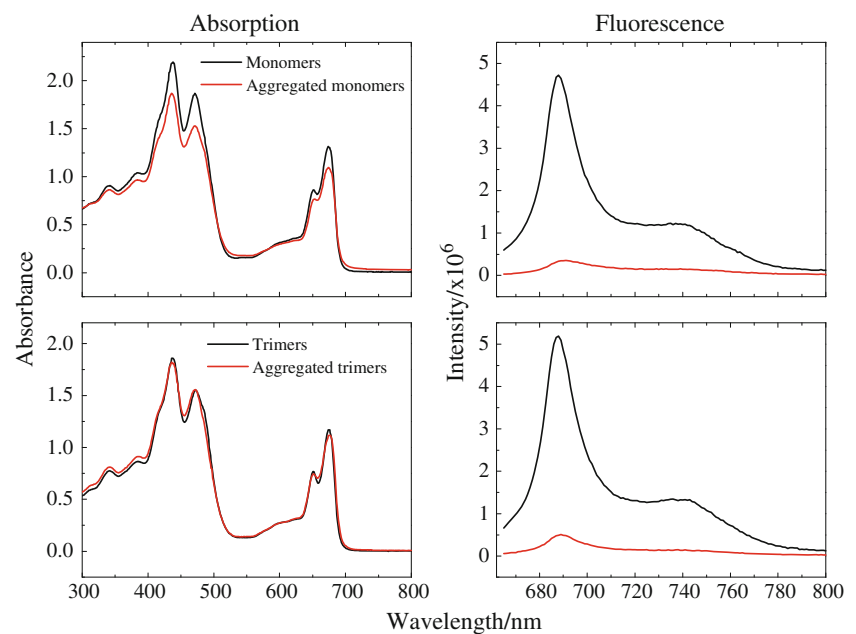 Absorption
Fluorescence
Absorbance
2.0
1.5
1.0
0.5
0.0
Monomers
Aggregated monomers
Intensity/x10⁶
5
4
3
2
1
0
2.0
1.5
1.0
0.5
0.0
Trimers
Aggregated trimers
5
4
3
2
1
0
300 400 500 600 700 800
680 700 720 740 760 780 800
Wavelength/nm